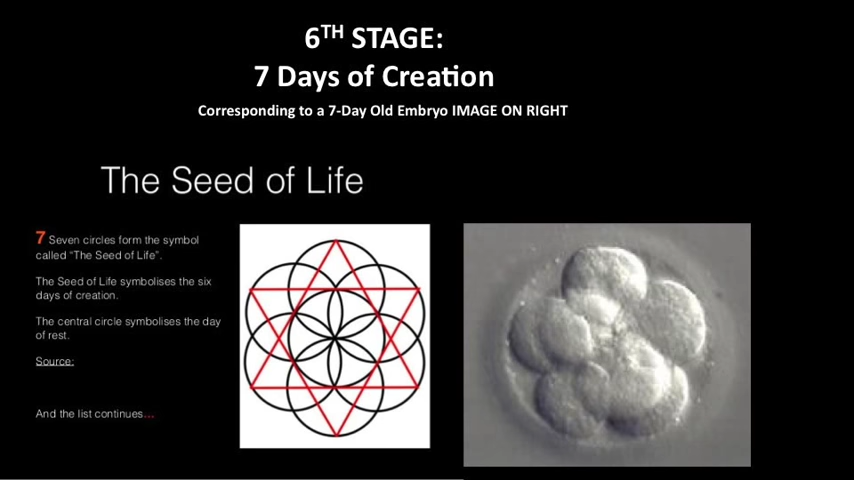 6TH STAGE:
7 Days of Creation
Corresponding to a 7-Day Old Embryo IMAGE ON RIGHT
The Seed of Life
7 Seven circles form the symbol
called “The Seed of Life”.
The Seed of Life symbolises the six
days of creation.
The central circle symbolises the day
of rest.
Source:
And the list continues...